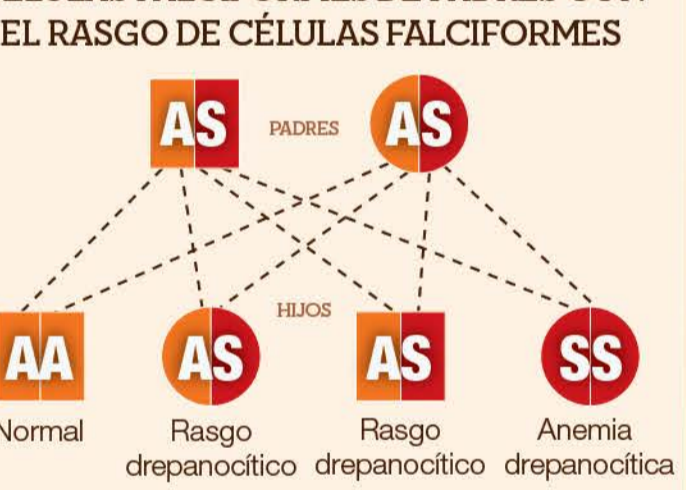 EL RASGO DE CÉLULAS FALCIFORMES
AS PADRES AS
HIJOS
AA AS AS SS
Normal Rasgo drepanocítico Rasgo drepanocítico Anemia drepanocítica